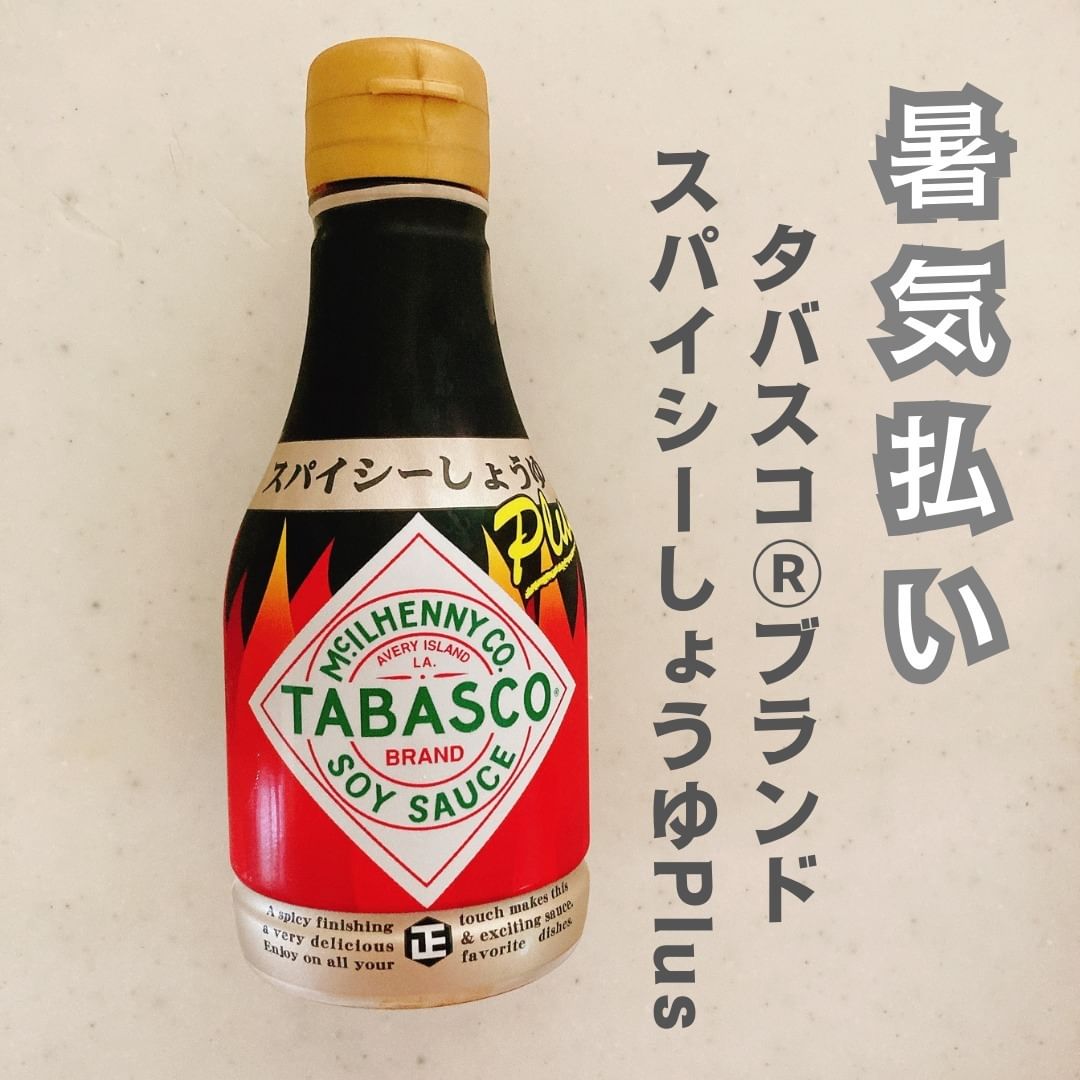 暑気払い
タバスコⓇブランド
スパイシーしょうゆplus
スパイシーしょうゆ
Plu
McILHENNY CO.
AVERY ISLAND
LA.
TABASCO®
BRAND
SOY SAUCE
A spicy finishing touch makes this
a very delicious & exciting sauce.
Enjoy on all your favorite dishes.
正